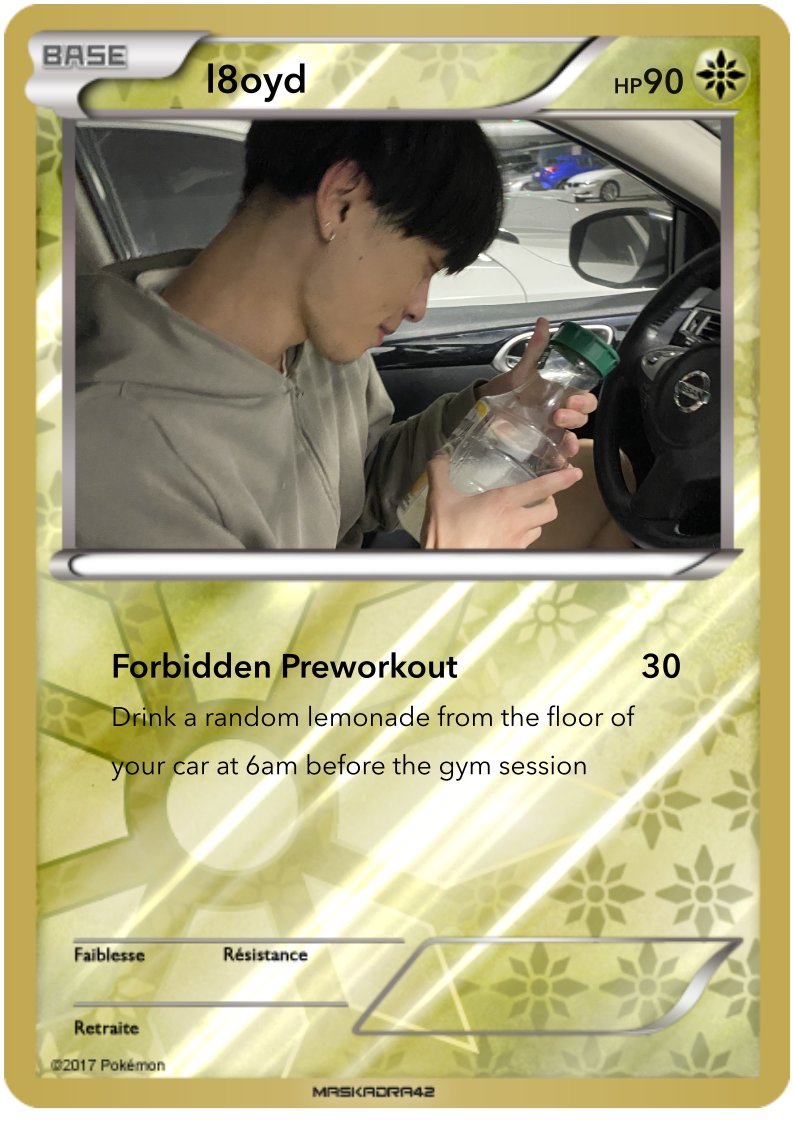 BASE
l8oyd
HP90
Forbidden Preworkout 30
Drink a random lemonade from the floor of
your car at 6am before the gym session
Faiblesse Résistance
Retraite
©2017 Pokémon
MASKADRA42